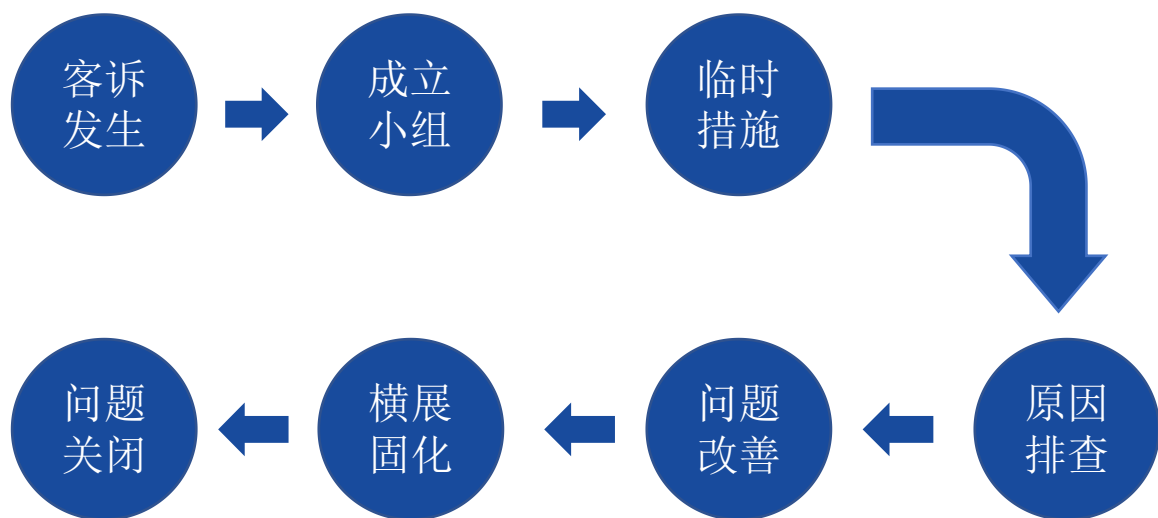 客诉
发生
成立
小组
临时
措施
原因
排查
问题
改善
横展
固化
问题
关闭